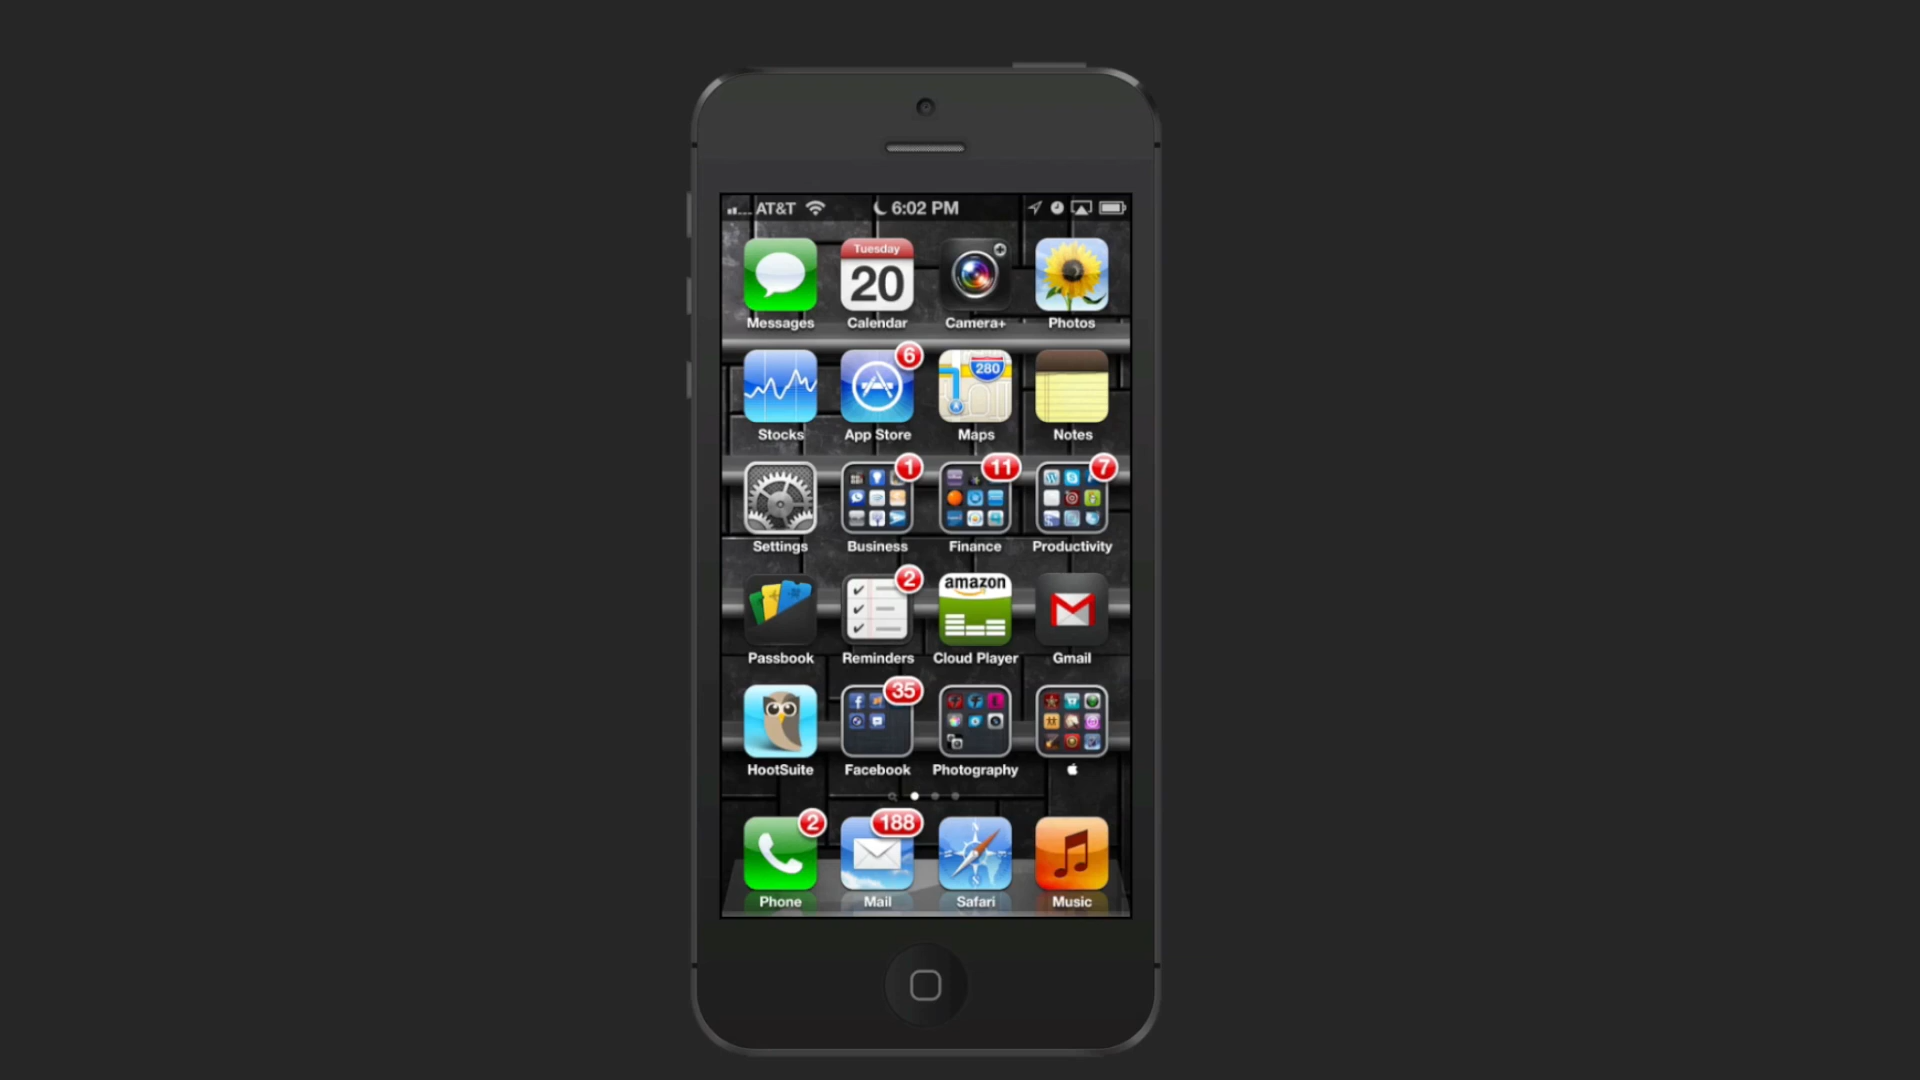 AT&T 6:02 PM
Tuesday
20
Messages Calendar Camera+ Photos
6
280
Stocks App Store Maps Notes
1 11 7
Settings Business Finance Productivity
2
amazon
Passbook Reminders Cloud Player Gmail
35
HootSuite Facebook Photography
2 188
Phone Mail Safari Music